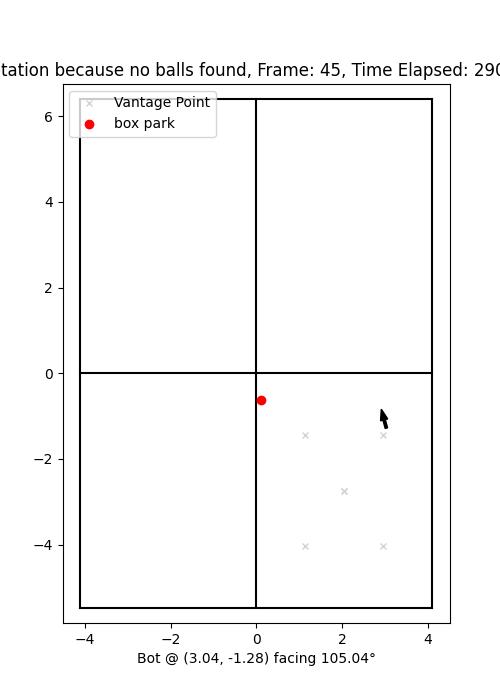 tation because no balls found, Frame: 45, Time Elapsed: 290
Vantage Point
box park
6
4
2
0
−2
−4
−4 −2 0 2 4
Bot @ (3.04, -1.28) facing 105.04°